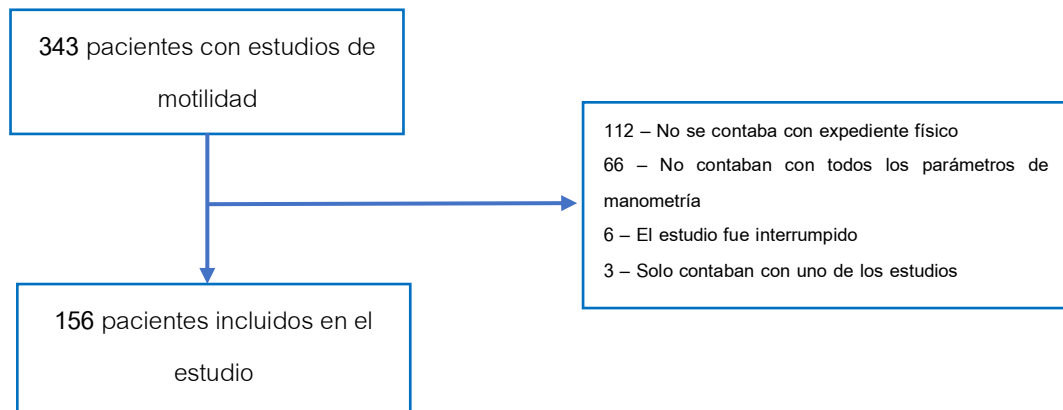 343 pacientes con estudios de
motilidad
112 – No se contaba con expediente físico
66 – No contaban con todos los parámetros de
manometría
6 – El estudio fue interrumpido
3 – Solo contaban con uno de los estudios
156 pacientes incluidos en el
estudio